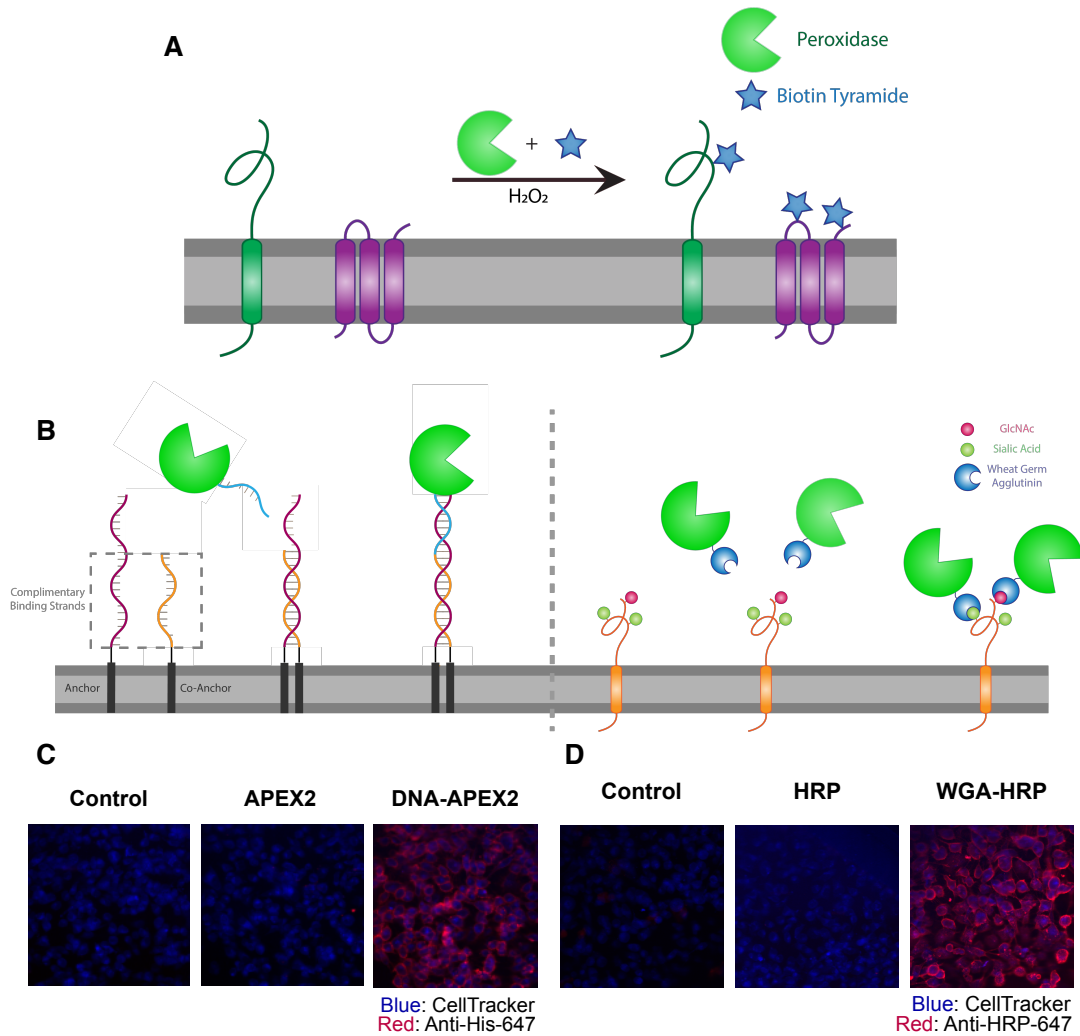 A
Peroxidase
Biotin Tyramide
+
H₂O₂
B
GlcNAc
Sialic Acid
Wheat Germ
Agglutinin
Complimentary
Binding Strands
Anchor
Co-Anchor
C
D
Control
APEX2
DNA-APEX2
Control
HRP
WGA-HRP
Blue: CellTracker
Red: Anti-His-647
Blue: CellTracker
Red: Anti-HRP-647